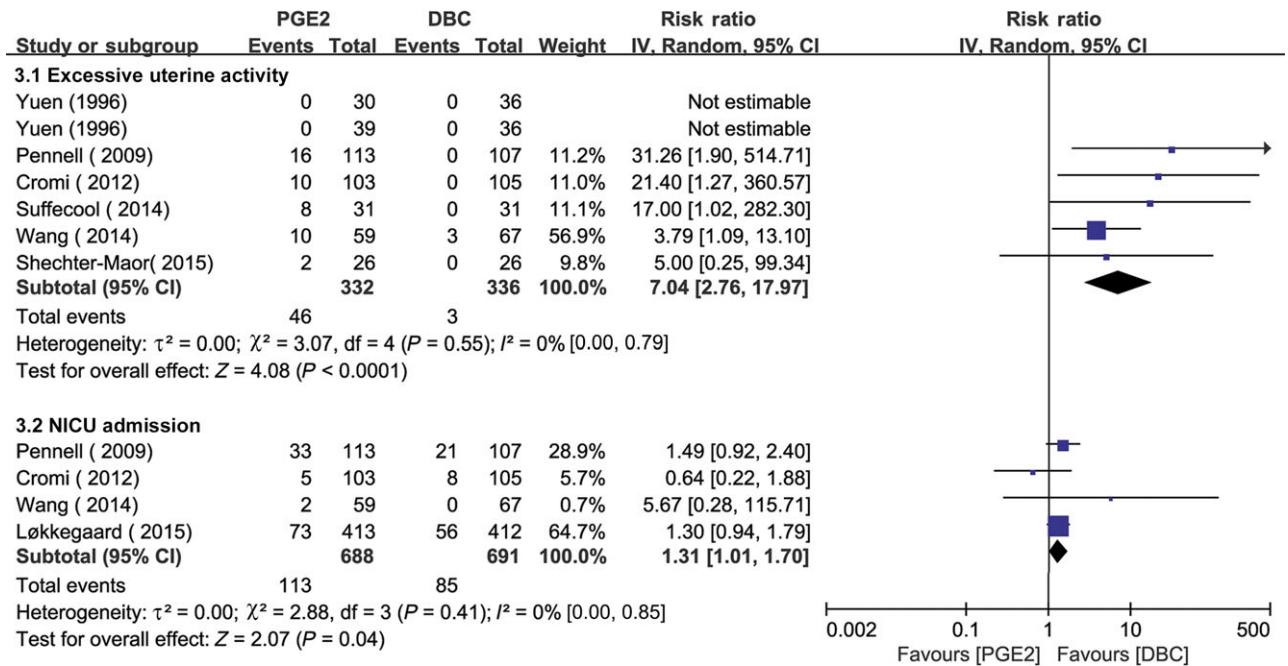 PGE2 DBC Risk ratio Risk ratio
Study or subgroup Events Total Events Total Weight IV, Random, 95% CI IV, Random, 95% CI
3.1 Excessive uterine activity
Yuen (1996) 0 30 0 36 Not estimable
Yuen (1996) 0 39 0 36 Not estimable
Pennell ( 2009) 16 113 0 107 11.2% 31.26 [1.90, 514.71]
Cromi ( 2012) 10 103 0 105 11.0% 21.40 [1.27, 360.57]
Suffecool ( 2014) 8 31 0 31 11.1% 17.00 [1.02, 282.30]
Wang ( 2014) 10 59 3 67 56.9% 3.79 [1.09, 13.10]
Shechter-Maor( 2015) 2 26 0 26 9.8% 5.00 [0.25, 99.34]
Subtotal (95% CI) 332 336 100.0% 7.04 [2.76, 17.97]
Total events 46 3
Heterogeneity: τ² = 0.00; χ² = 3.07, df = 4 (P = 0.55); I² = 0% [0.00, 0.79]
Test for overall effect: Z = 4.08 (P < 0.0001)
3.2 NICU admission
Pennell ( 2009) 33 113 21 107 28.9% 1.49 [0.92, 2.40]
Cromi ( 2012) 5 103 8 105 5.7% 0.64 [0.22, 1.88]
Wang ( 2014) 2 59 0 67 0.7% 5.67 [0.28, 115.71]
Løkkegaard ( 2015) 73 413 56 412 64.7% 1.30 [0.94, 1.79]
Subtotal (95% CI) 688 691 100.0% 1.31 [1.01, 1.70]
Total events 113 85
Heterogeneity: τ² = 0.00; χ² = 2.88, df = 3 (P = 0.41); I² = 0% [0.00, 0.85]
Test for overall effect: Z = 2.07 (P = 0.04)
0.002 0.1 1 10 500
Favours [PGE2] Favours [DBC]